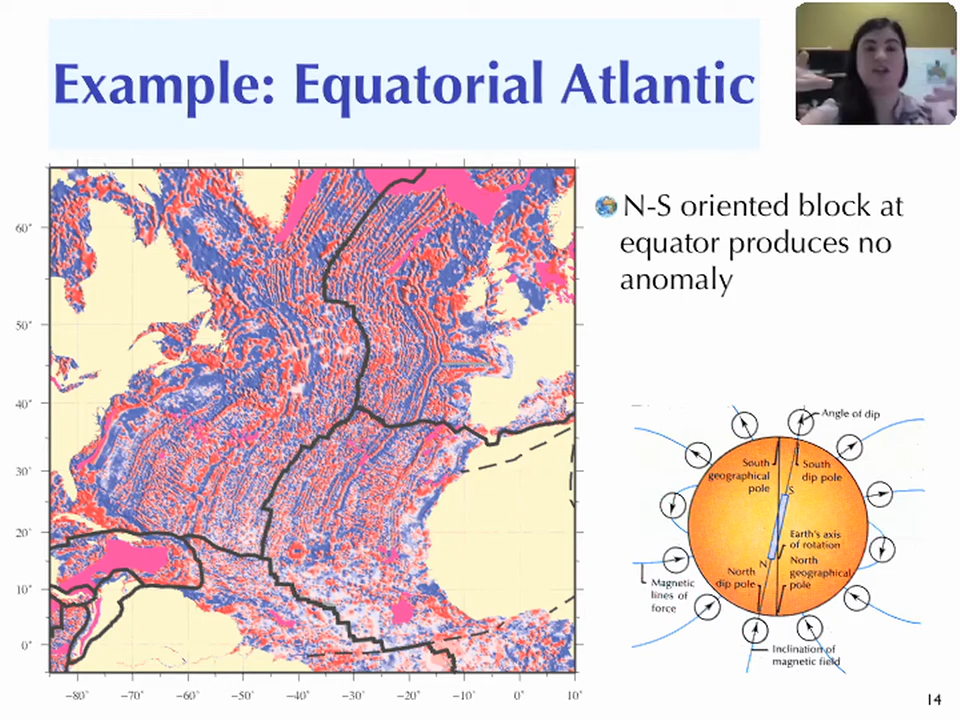 Example: Equatorial Atlantic
N-S oriented block at
equator produces no
anomaly
60°
50°
40°
30°
20°
10°
0°
−80°
−70°
−60°
−50°
−40°
−30°
−20°
−10°
0°
10°
Angle of dip
South
geographical
pole
South
dip pole
S
Earth's axis
of rotation
N
North
dip pole
North
geographical
pole
Magnetic
lines of
force
Inclination of
magnetic field
14